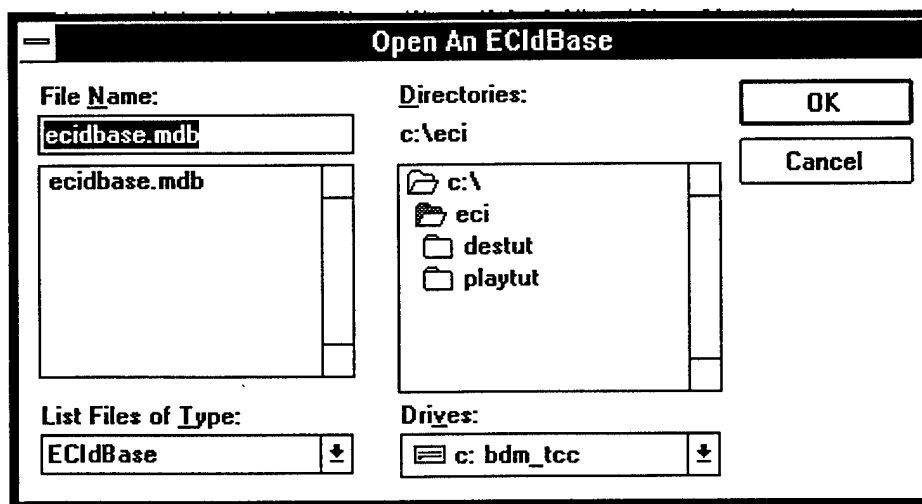 Open An ECIdBase
File Name:
ecidbase.mdb
ecidbase.mdb
List Files of Type:
ECIdBase
Directories:
c:\eci
c:\
eci
destut
playtut
Drives:
c: bdm_tcc
OK
Cancel